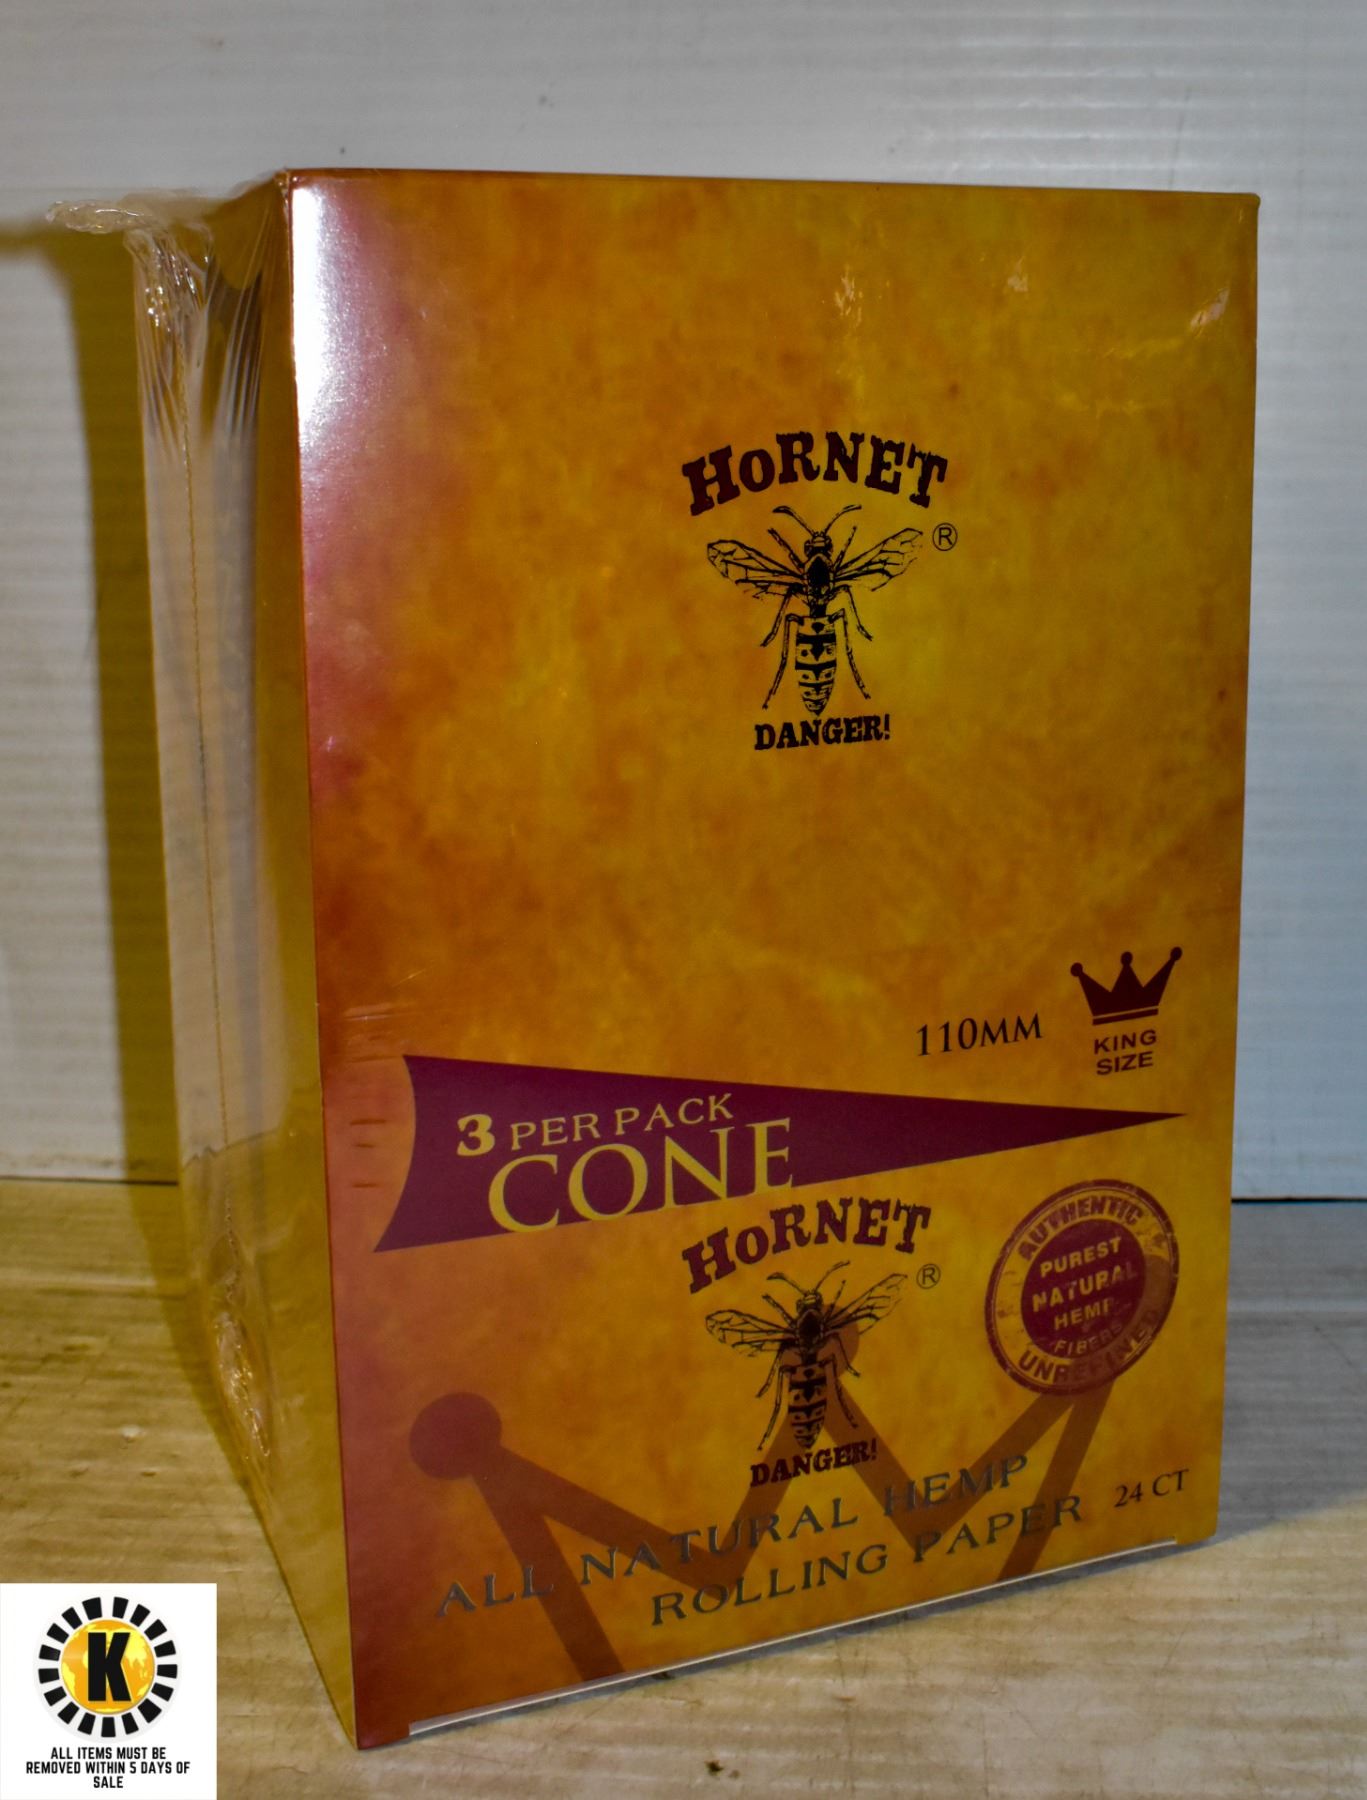 HoRNET
®
DANGER!
110MM
KING
SIZE
3 PER PACK
CONE
HoRNET
®
DANGER!
AUTHENTIC
PUREST
NATURAL
HEMP
FIBERS
UNREFINED
ALL NATURAL HEMP
ROLLING PAPER
24 CT
K
ALL ITEMS MUST BE
REMOVED WITHIN 5 DAYS OF
SALE